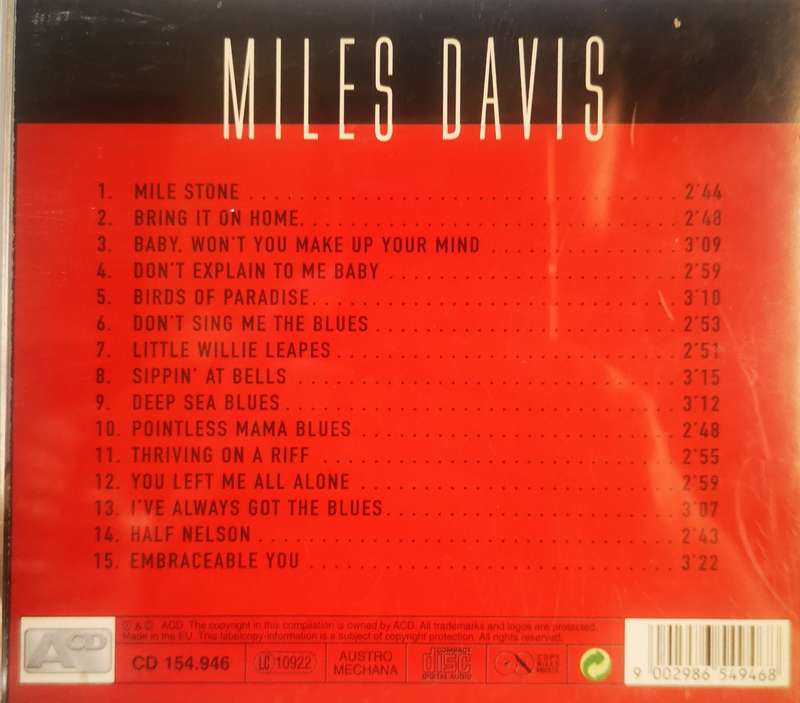 MILES DAVIS
1. MILE STONE 2'44
2. BRING IT ON HOME 2'48
3. BABY, WON'T YOU MAKE UP YOUR MIND 3'09
4. DON'T EXPLAIN TO ME BABY 2'59
5. BIRDS OF PARADISE 3'10
6. DON'T SING ME THE BLUES 2'53
7. LITTLE WILLIE LEAPES 2'51
8. SIPPIN' AT BELLS 3'15
9. DEEP SEA BLUES 3'12
10. POINTLESS MAMA BLUES 2'48
11. THRIVING ON A RIFF 2'55
12. YOU LEFT ME ALL ALONE 2'59
13. I'VE ALWAYS GOT THE BLUES 3'07
14. HALF NELSON 2'43
15. EMBRACEABLE YOU 3'22
ACD
℗ & © ACD. The copyright in this compilation is owned by ACD. All trademarks and logos are protected.
Made in the EU. This labelcopy-information is a subject of copyright protection. All rights reserved.
CD 154.946
LC 10922
AUSTRO
MECHANA
COMPACT
disc
DIGITAL AUDIO
COPY
KILLS
MUSIC
9 002986 549468